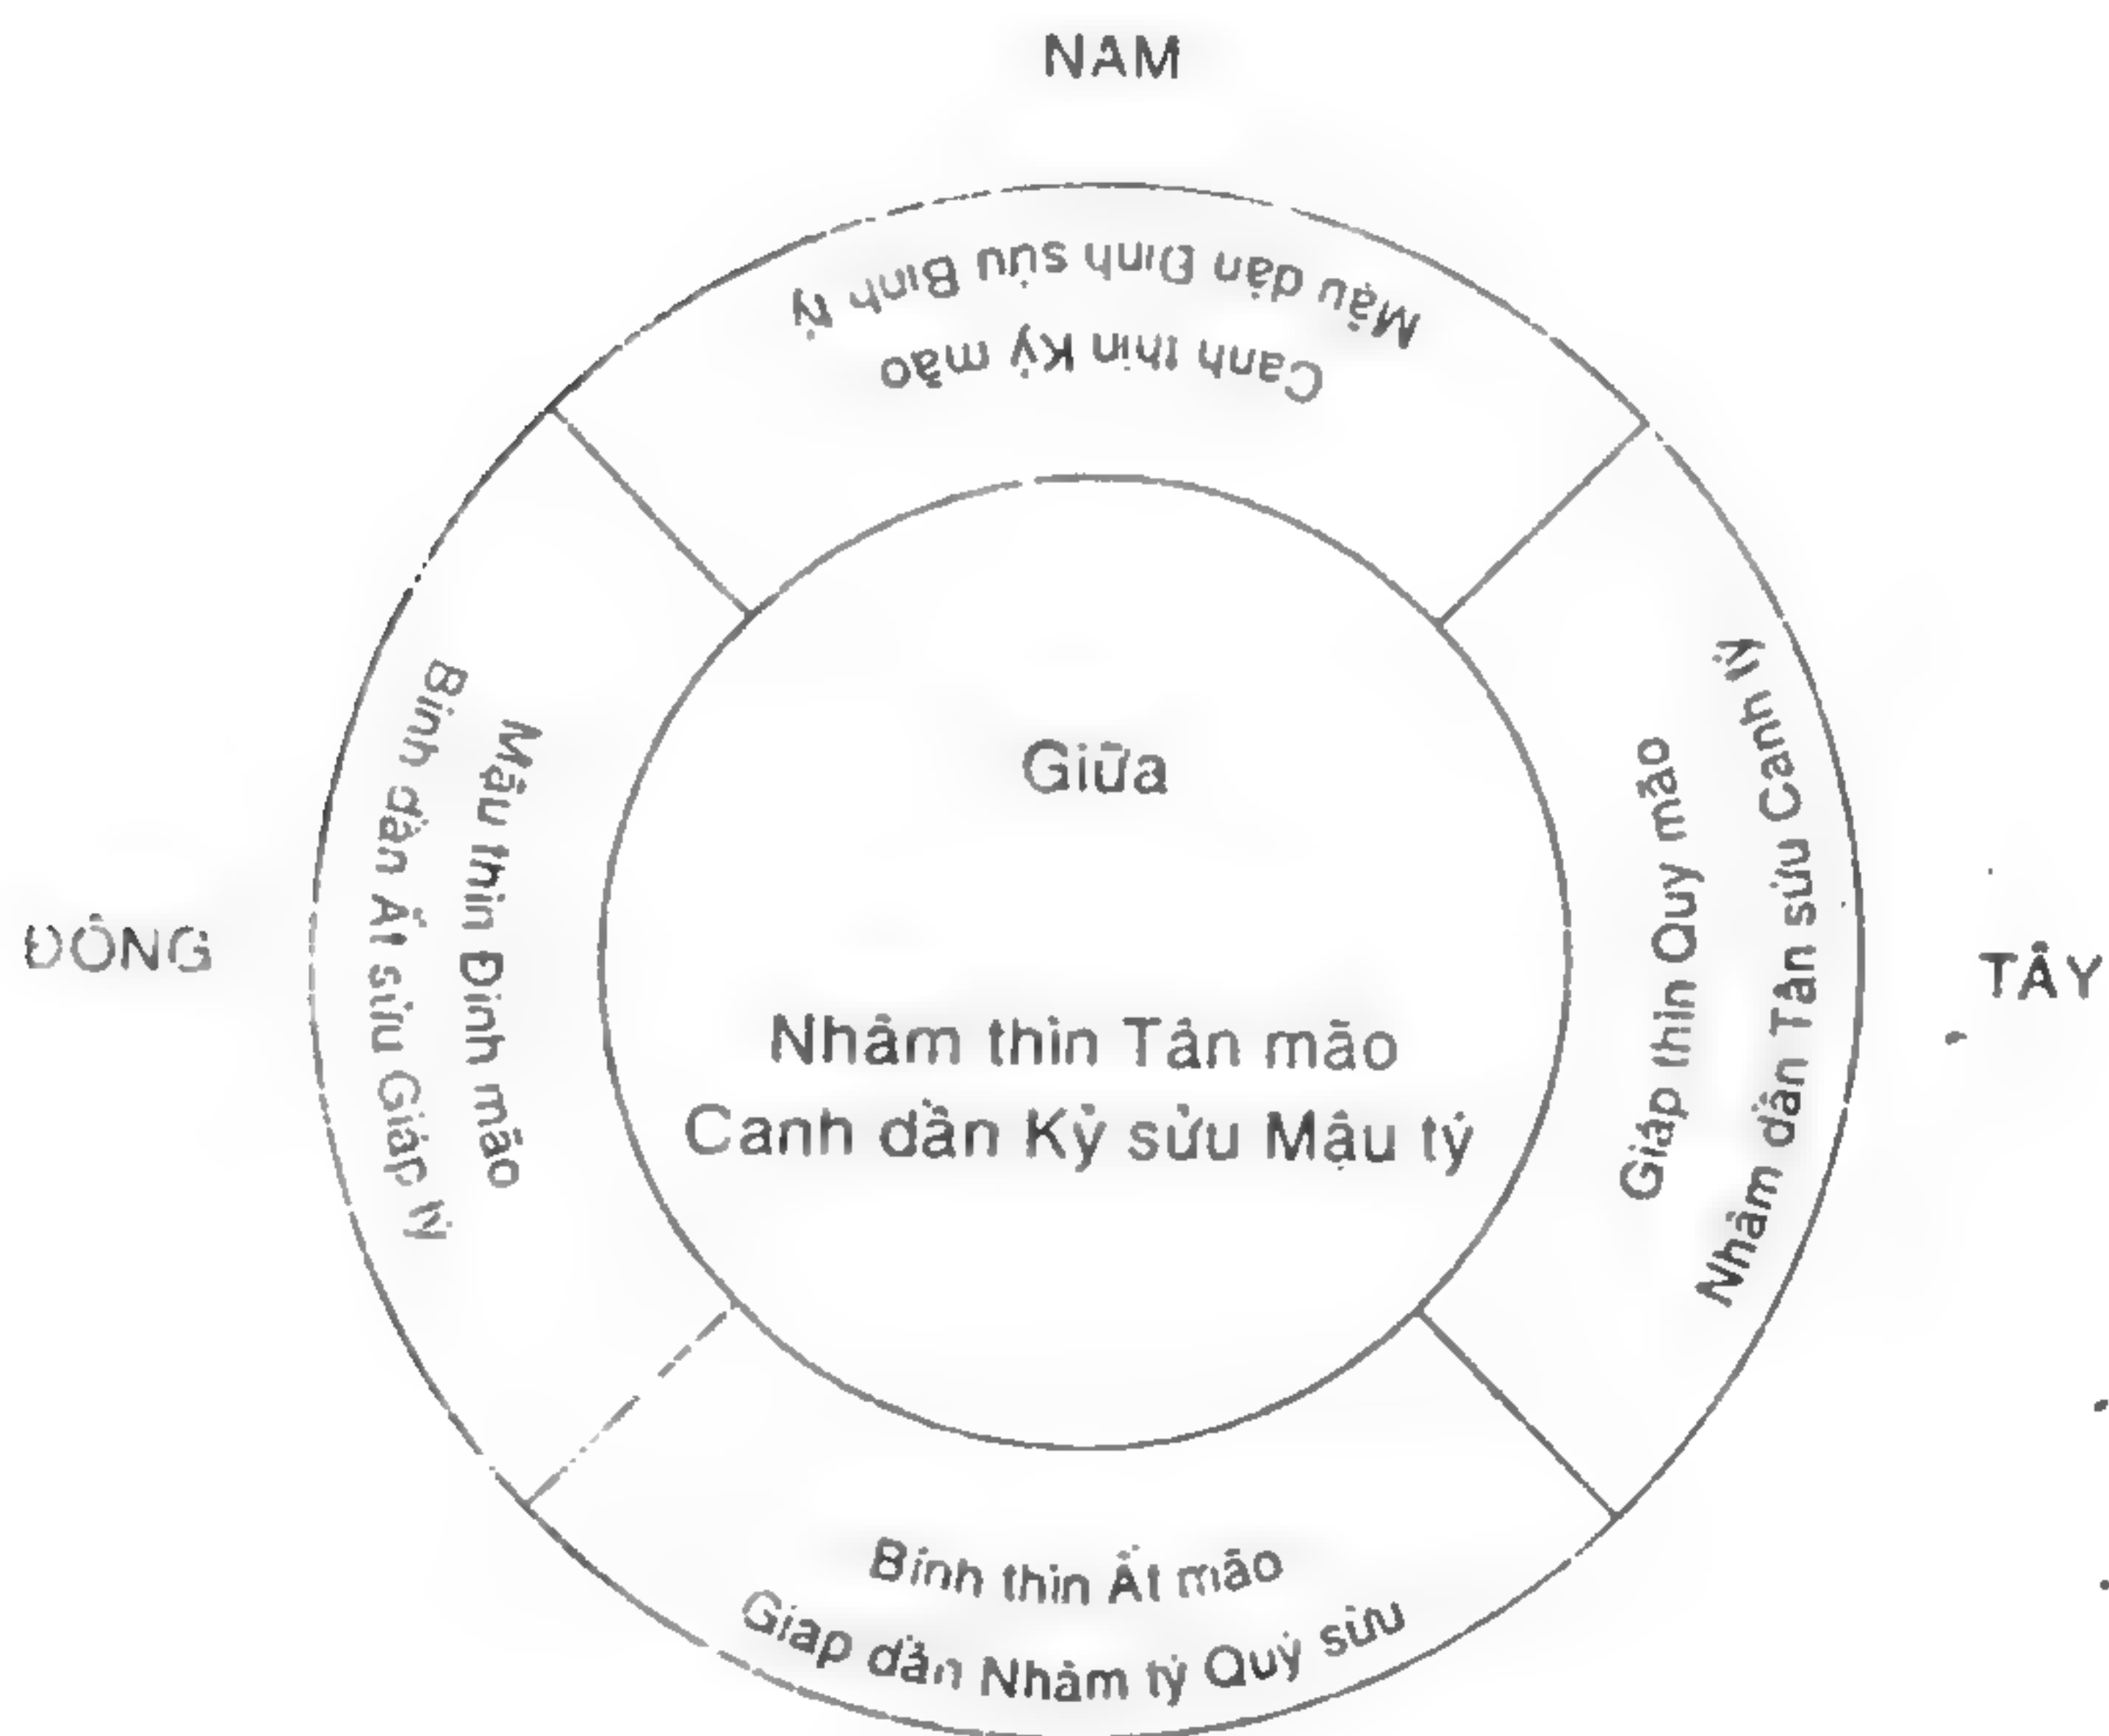 NAM
Mậu dần Đinh sửu Bính tý
Canh thìn Kỷ mão
ĐÔNG
Bính dần Ất sửu Giáp tý
Mậu thìn Đinh mão
Giữa
Nhâm thìn Tân mão
Canh dần Kỷ sửu Mậu tý
Giáp thìn Quý mão
Nhâm dần Tân sửu Canh tý
TÂY
Bính thìn Ất mão
Giáp dần Nhâm tý Quý sửu